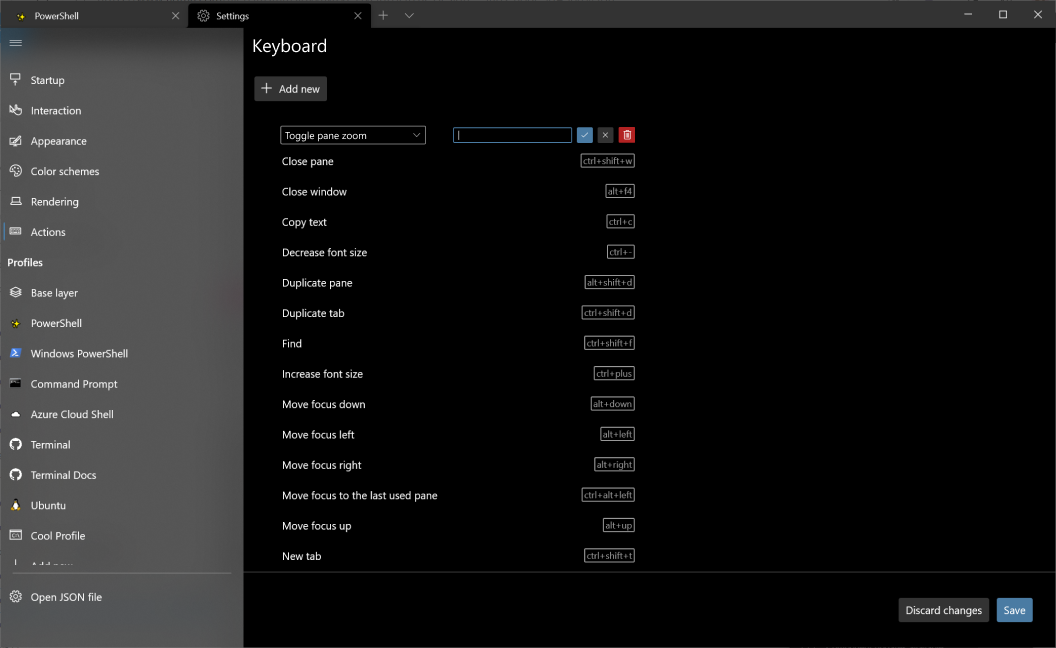 PowerShell
Settings
Keyboard
Add new
Startup
Interaction
Appearance
Color schemes
Rendering
Actions
Profiles
Base layer
PowerShell
Windows PowerShell
Command Prompt
Azure Cloud Shell
Terminal
Terminal Docs
Ubuntu
Cool Profile
Add new
Open JSON file
Toggle pane zoom
Close pane ctrl+shift+w
Close window alt+f4
Copy text ctrl+c
Decrease font size ctrl+-
Duplicate pane alt+shift+d
Duplicate tab ctrl+shift+d
Find ctrl+shift+f
Increase font size ctrl+plus
Move focus down alt+down
Move focus left alt+left
Move focus right alt+right
Move focus to the last used pane ctrl+alt+left
Move focus up alt+up
New tab ctrl+shift+t
Discard changes Save